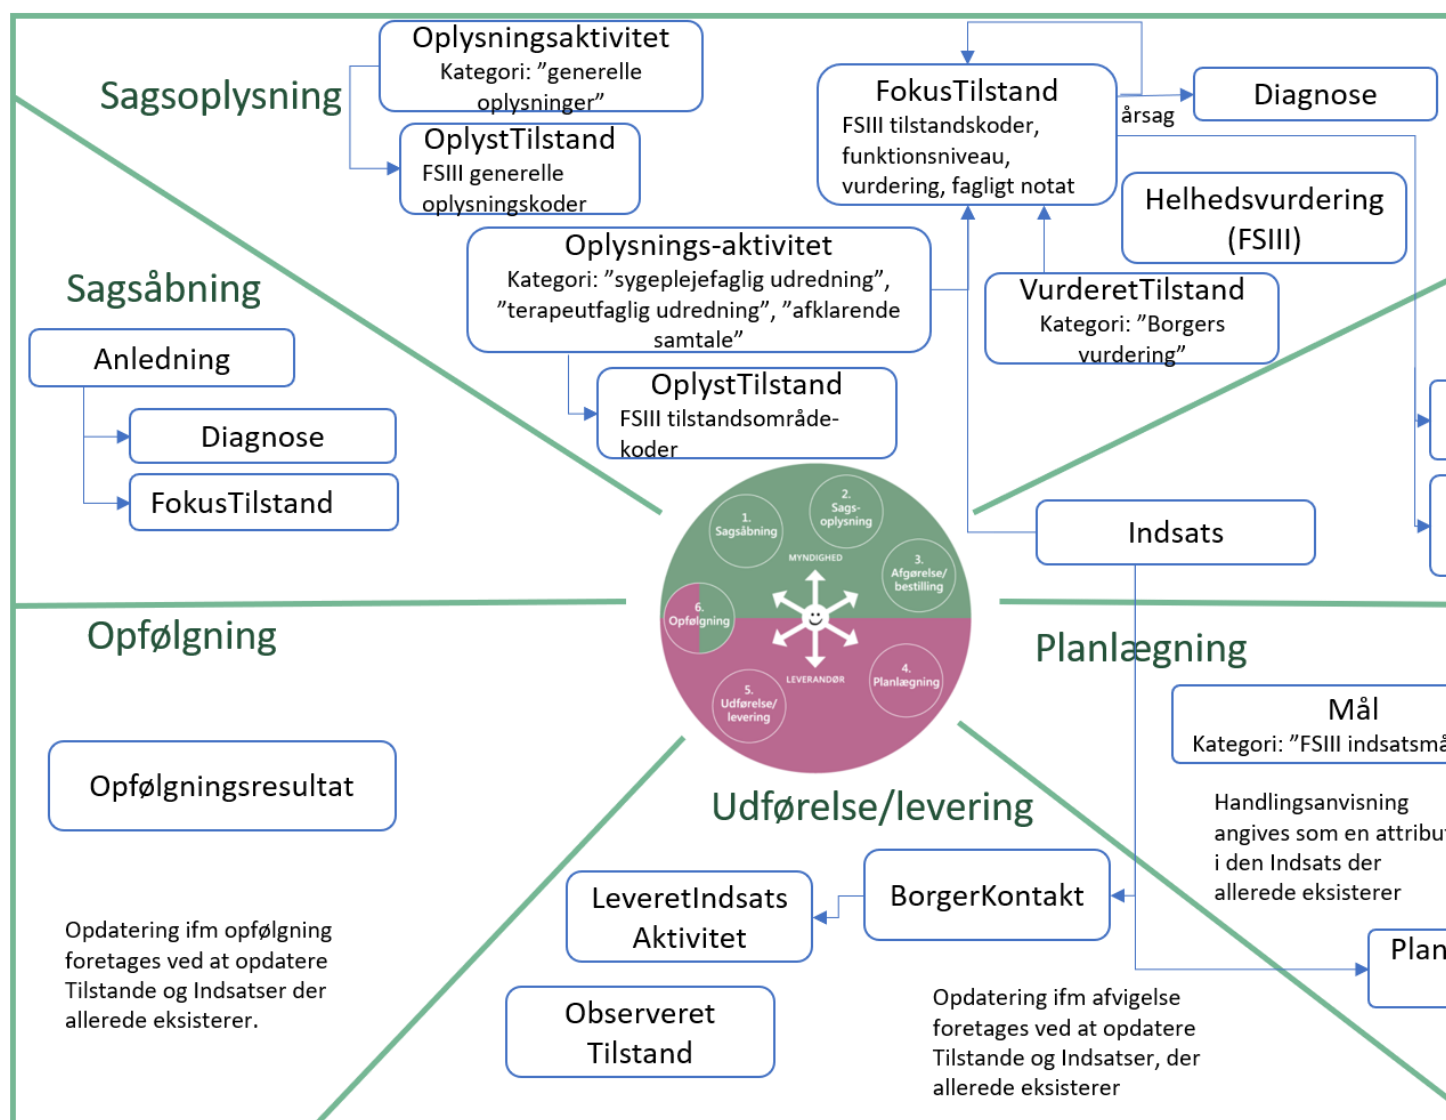 Sagsoplysning
Oplysningsaktivitet
Kategori: ”generelle
oplysninger”
OplystTilstand
FSIII generelle
oplysningskoder
FokusTilstand
FSIII tilstandskoder,
funktionsniveau,
vurdering, fagligt notat
årsag
Diagnose
Helhedsvurdering
(FSIII)
Oplysnings-aktivitet
Kategori: ”sygeplejefaglig udredning”,
”terapeutfaglig udredning”, ”afklarende
samtale”
VurderetTilstand
Kategori: ”Borgers
vurdering”
OplystTilstand
FSIII tilstandsområde-
koder
Sagsåbning
Anledning
Diagnose
FokusTilstand
Indsats
1.
Sagsåbning
2.
Sags-
oplysning
3.
Afgørelse/
bestilling
MYNDIGHED
6.
Opfølgning
LEVERANDØR
5.
Udførelse/
levering
4.
Planlægning
Opfølgning
Opfølgningsresultat
Opdatering ifm opfølgning
foretages ved at opdatere
Tilstande og Indsatser der
allerede eksisterer.
Planlægning
Mål
Kategori: ”FSIII indsatsmå
Handlingsanvisning
angives som en attribut
i den Indsats der
allerede eksisterer
Plan
Udførelse/levering
LeveretIndsats
Aktivitet
BorgerKontakt
Observeret
Tilstand
Opdatering ifm afvigelse
foretages ved at opdatere
Tilstande og Indsatser, der
allerede eksisterer